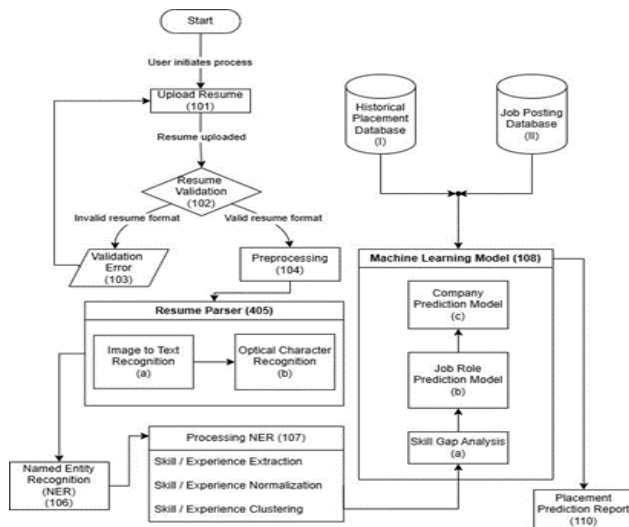 Start
User initiates process
Upload Resume
(101)
Resume uploaded
Resume
Validation
(102)
Invalid resume format
Valid resume format
Validation
Error
(103)
Preprocessing
(104)
Resume Parser (405)
Image to Text
Recognition
(a)
Optical Character
Recognition
(b)
Named Entity
Recognition
(NER)
(106)
Processing NER (107)
Skill / Experience Extraction
Skill / Experience Normalization
Skill / Experience Clustering
Historical
Placement
Database
(I)
Job Posting
Database
(II)
Machine Learning Model (108)
Company
Prediction Model
(c)
Job Role
Prediction Model
(b)
Skill Gap Analysis
(a)
Placement
Prediction Report
(110)